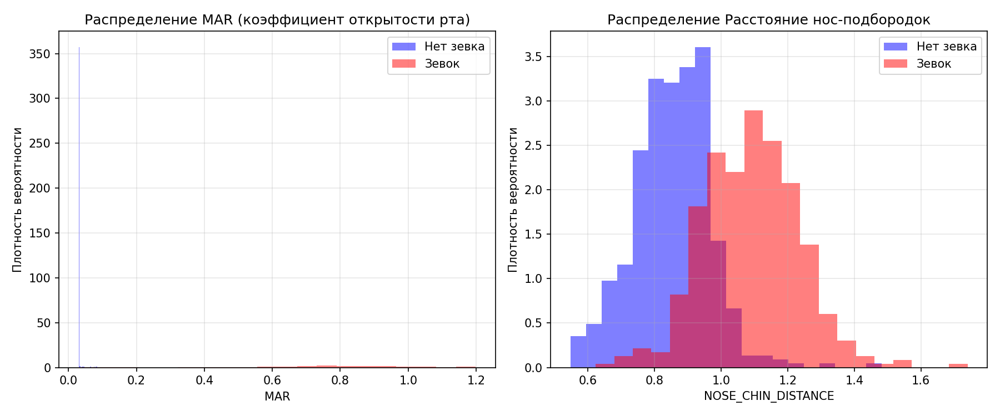 Распределение MAR (коэффициент открытости рта)
Плотность вероятности
350
300
250
200
150
100
50
0
0.0
0.2
0.4
0.6
0.8
1.0
1.2
MAR
Нет зевка
Зевок
Распределение Расстояние нос-подбородок
Плотность вероятности
3.5
3.0
2.5
2.0
1.5
1.0
0.5
0.0
0.6
0.8
1.0
1.2
1.4
1.6
NOSE_CHIN_DISTANCE
Нет зевка
Зевок